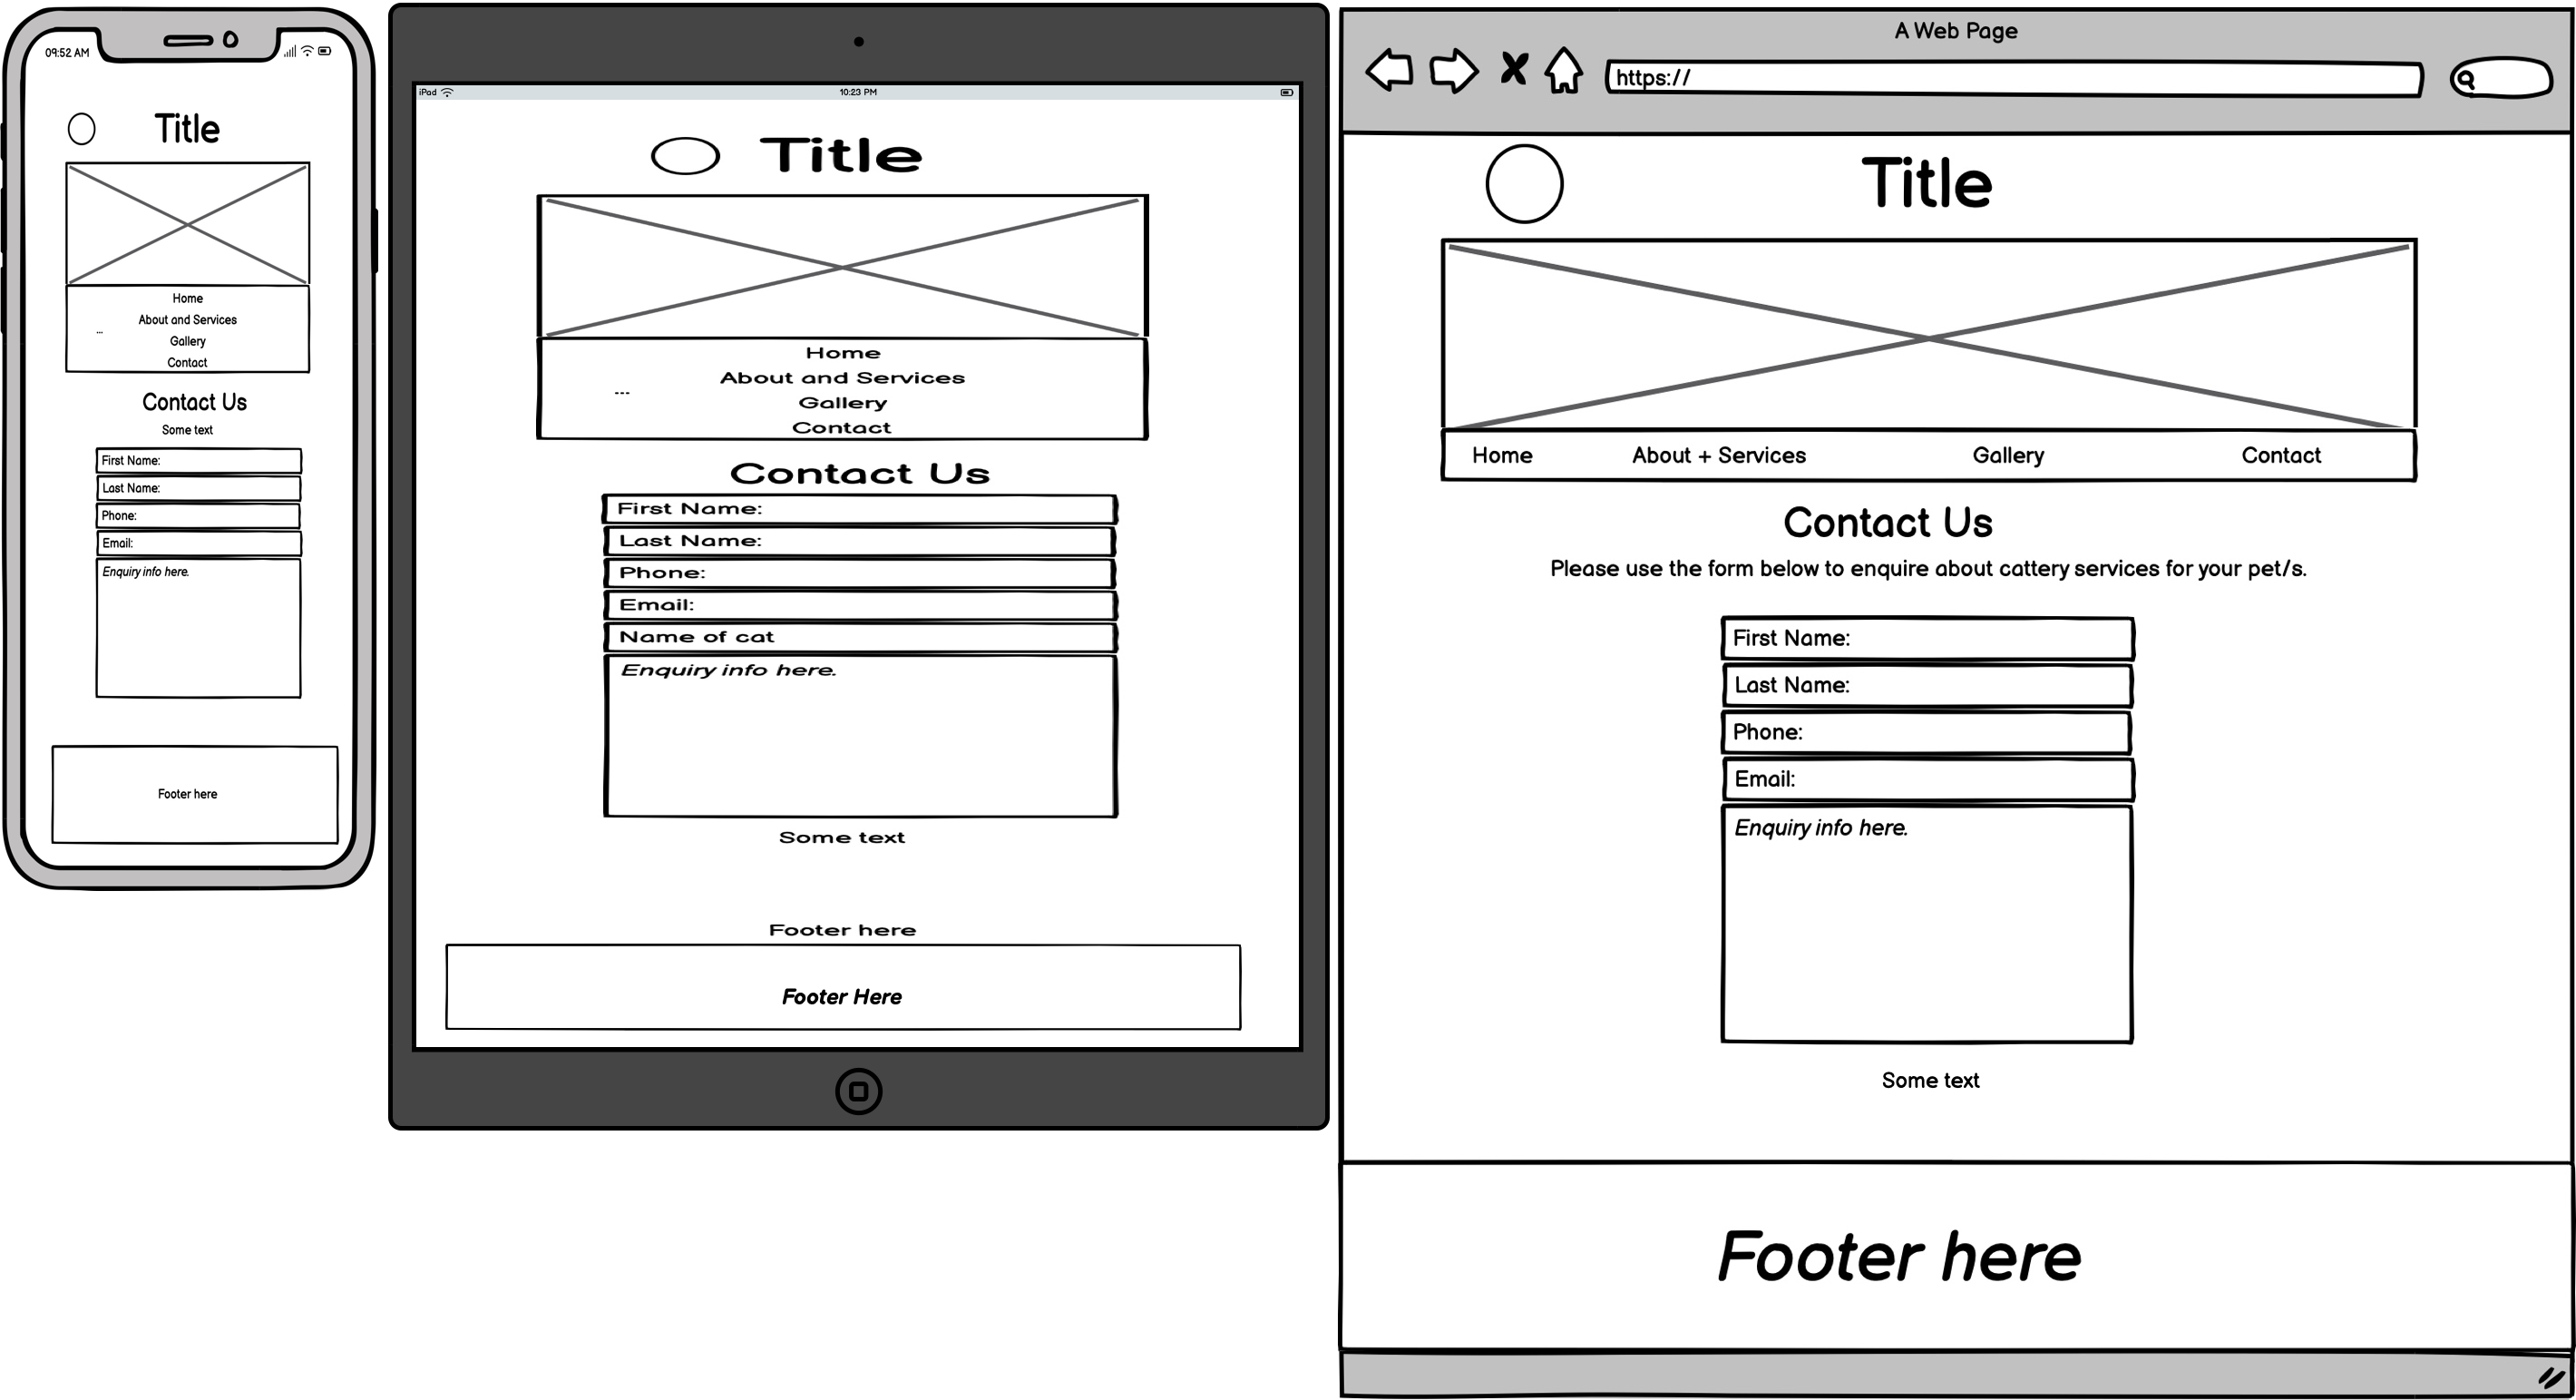 09:52 AM
Title
Home
About and Services
...
Gallery
Contact
Contact Us
Some text
First Name:
Last Name:
Phone:
Email:
Enquiry info here.
Footer here
iPad
10:23 PM
Title
Home
About and Services
...
Gallery
Contact
Contact Us
First Name:
Last Name:
Phone:
Email:
Name of cat
Enquiry info here.
Some text
Footer here
Footer Here
A Web Page
https://
Title
Home About + Services Gallery Contact
Contact Us
Please use the form below to enquire about cattery services for your pet/s.
First Name:
Last Name:
Phone:
Email:
Enquiry info here.
Some text
Footer here